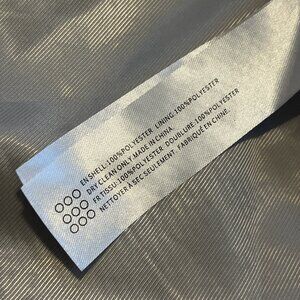 EN SHELL:100%POLYESTER LINING:100%POLYESTER
DRY CLEAN ONLY MADE IN CHINA.
FR TISSU:100%POLYESTER DOUBLURE:100%POLYESTER
NETTOYER À SEC SEULEMENT. FABRIQUÉ EN CHINE.